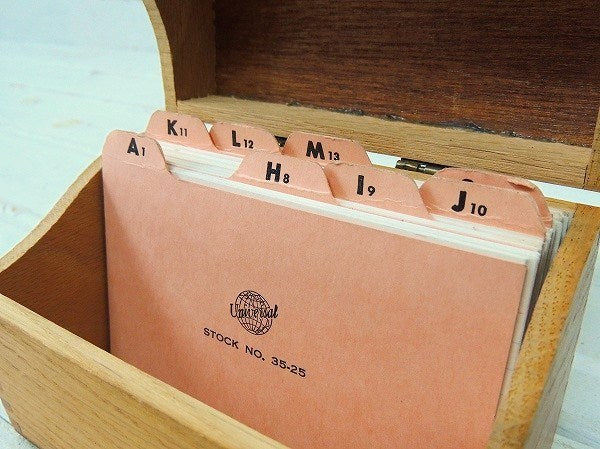 K11 L12 M13
A1 H8 I9 J10
Universal
STOCK NO. 35-25